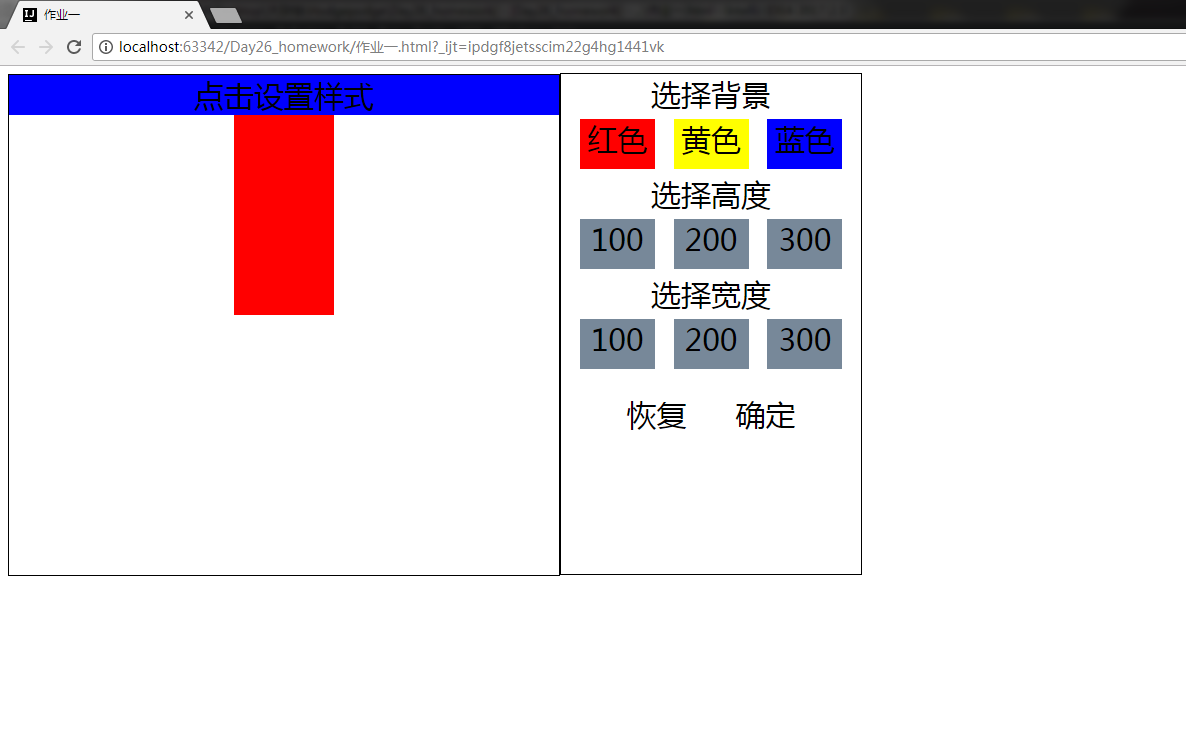 作业一
localhost:63342/Day26_homework/作业一.html?_ijt=ipdgf8jetsscim22g4hg1441vk
点击设置样式
选择背景
红色 黄色 蓝色
选择高度
100 200 300
选择宽度
100 200 300
恢复 确定